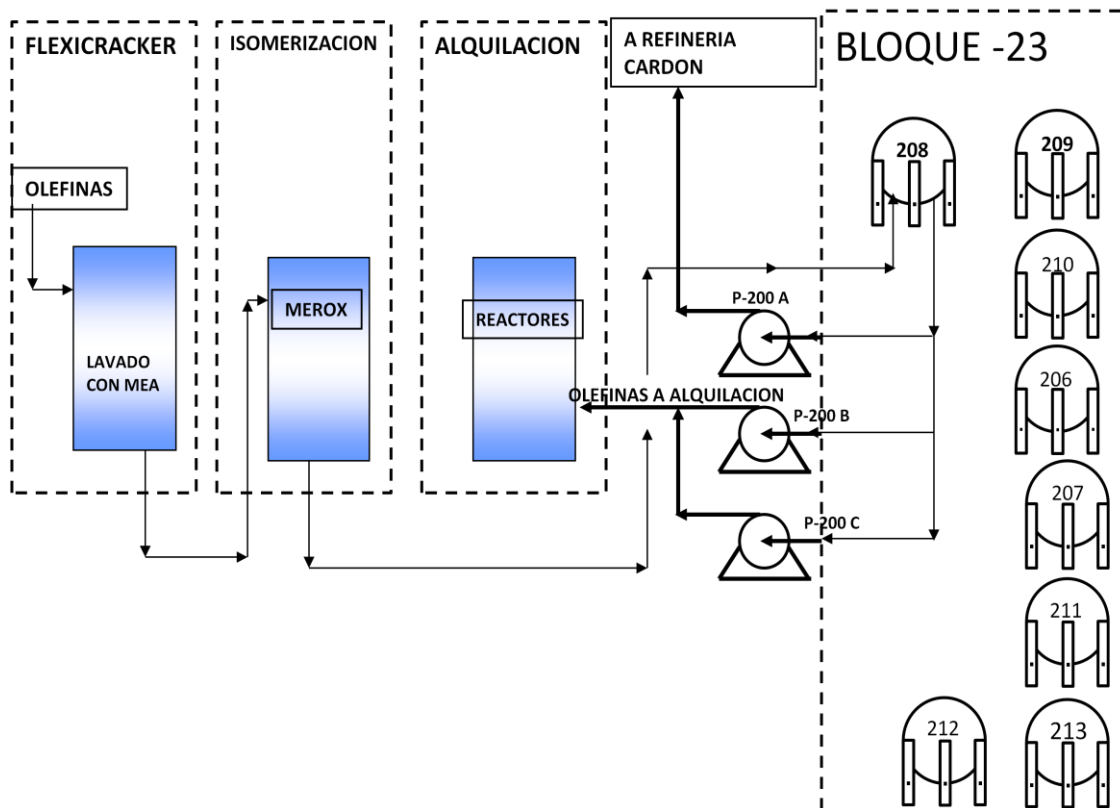 FLEXICRACKER
ISOMERIZACION
ALQUILACION
A REFINERIA
CARDON
BLOQUE -23
OLEFINAS
LAVADO
CON MEA
MEROX
REACTORES
P-200 A
OLEFINAS A ALQUILACION
P-200 B
P-200 C
208
209
210
206
207
211
212
213